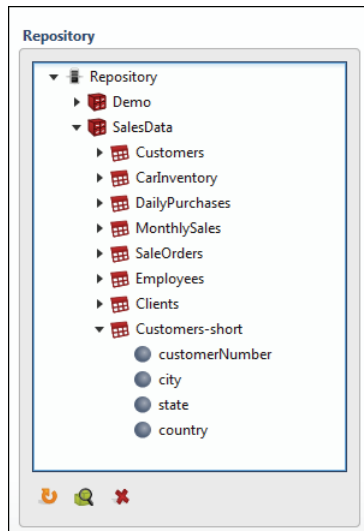 Repository
Repository
Demo
SalesData
Customers
CarInventory
DailyPurchases
MonthlySales
SaleOrders
Employees
Clients
Customers-short
customerNumber
city
state
country